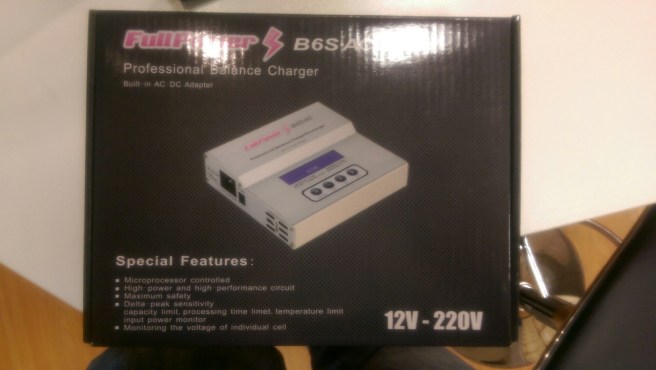 FullPower B6SAC
Professional Balance Charger
Built-in AC DC Adapter
Special Features:
Microprocessor controlled
High power and high performance circuit
Maximum safety
Delta peak sensitivity
capacity limit, processing time limet, temperature limit
input power monitor
Monitoring the voltage of individual cell
12V - 220V